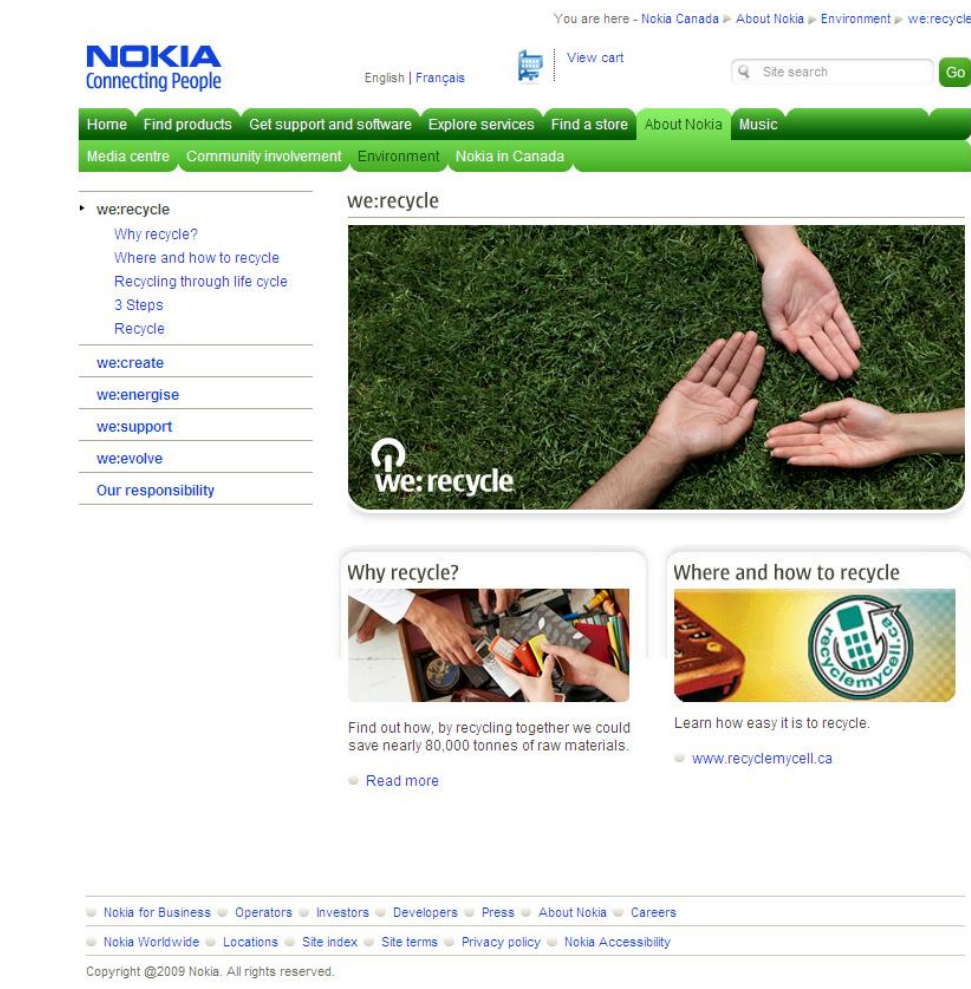 You are here - Nokia Canada About Nokia Environment we:recycle
NOKIA
Connecting People
English | Français
View cart
Site search
Go
Home Find products Get support and software Explore services Find a store About Nokia Music
Media centre Community involvement Environment Nokia in Canada
we:recycle
Why recycle?
Where and how to recycle
Recycling through life cycle
3 Steps
Recycle
we:create
we:energise
we:support
we:evolve
Our responsibility
we:recycle
we:recycle
Why recycle?
Find out how, by recycling together we could
save nearly 80,000 tonnes of raw materials.
Read more
Where and how to recycle
recyclemycell.ca
Learn how easy it is to recycle.
www.recyclemycell.ca
Nokia for Business Operators Investors Developers Press About Nokia Careers
Nokia Worldwide Locations Site index Site terms Privacy policy Nokia Accessibility
Copyright @2009 Nokia. All rights reserved.